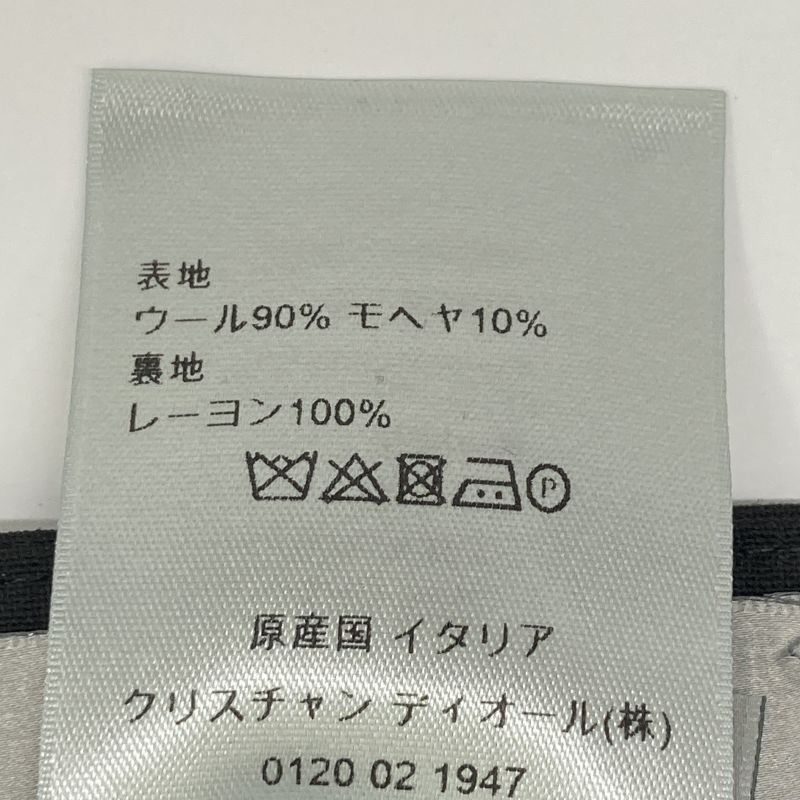 表地
ウール90% モヘヤ10%
裏地
レーヨン100%
P
原産国 イタリア
クリスチャン ディオール(株)
0120 02 1947